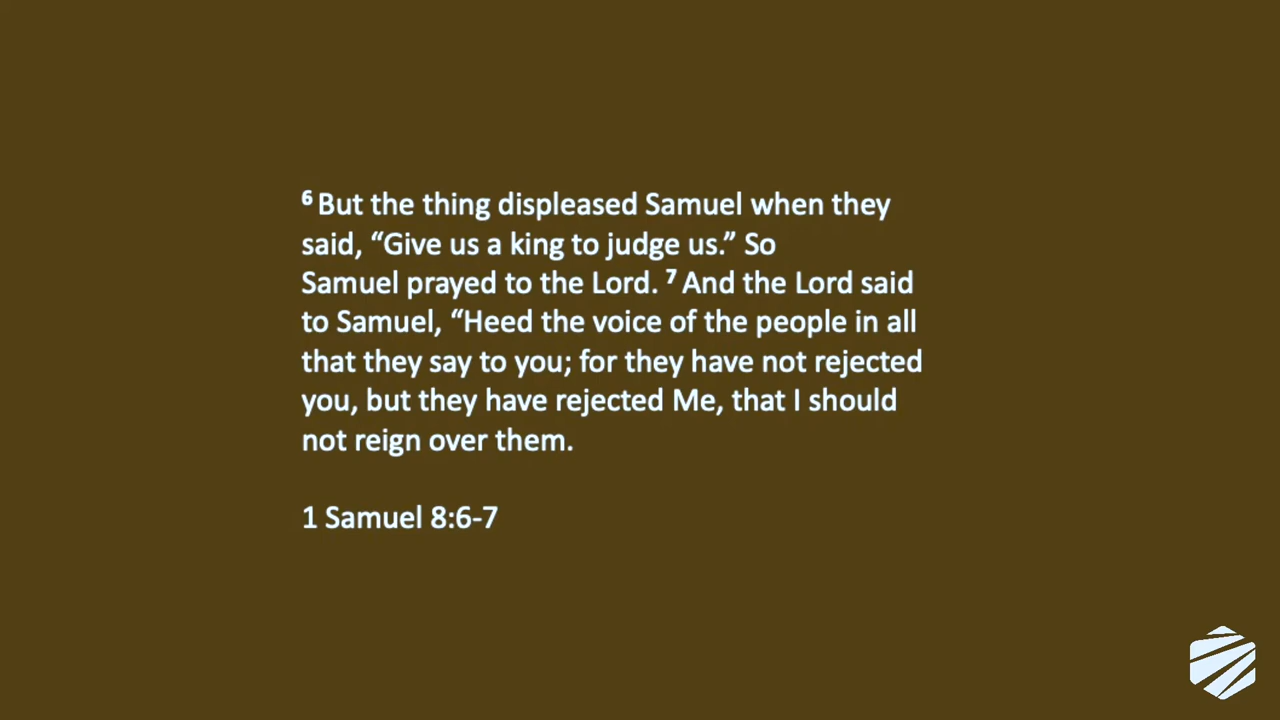 ⁶ But the thing displeased Samuel when they
said, “Give us a king to judge us.” So
Samuel prayed to the Lord. ⁷ And the Lord said
to Samuel, “Heed the voice of the people in all
that they say to you; for they have not rejected
you, but they have rejected Me, that I should
not reign over them.
1 Samuel 8:6-7